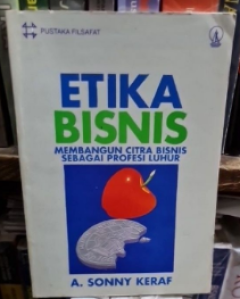 PUSTAKA FILSAFAT
ETIKA
BISNIS
MEMBANGUN CITRA BISNIS
SEBAGAI PROFESI LUHUR
A. SONNY KERAF